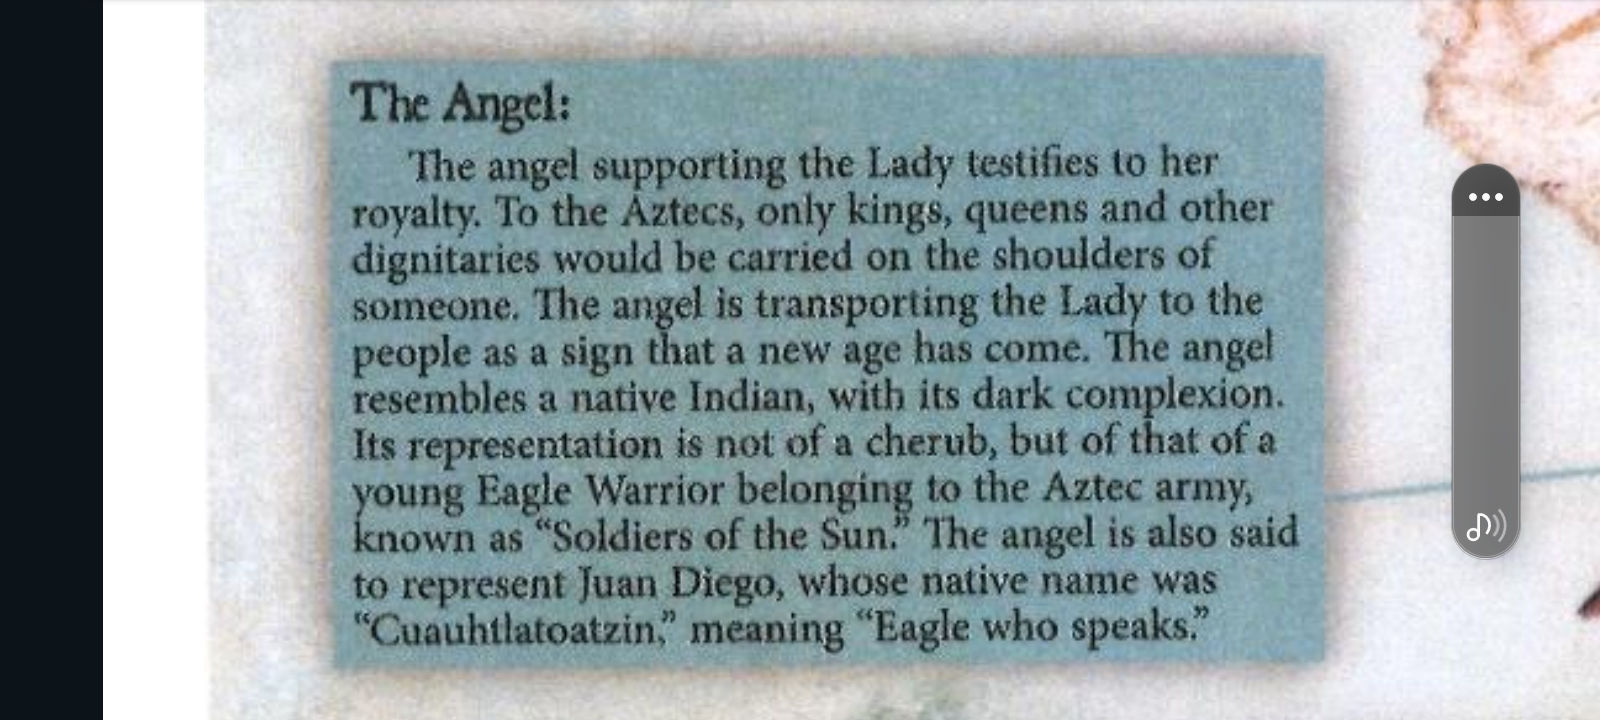 The Angel:
The angel supporting the Lady testifies to her
royalty. To the Aztecs, only kings, queens and other
dignitaries would be carried on the shoulders of
someone. The angel is transporting the Lady to the
people as a sign that a new age has come. The angel
resembles a native Indian, with its dark complexion.
Its representation is not of a cherub, but of that of a
young Eagle Warrior belonging to the Aztec army,
known as “Soldiers of the Sun.” The angel is also said
to represent Juan Diego, whose native name was
“Cuauhtlatoatzin,” meaning “Eagle who speaks.”